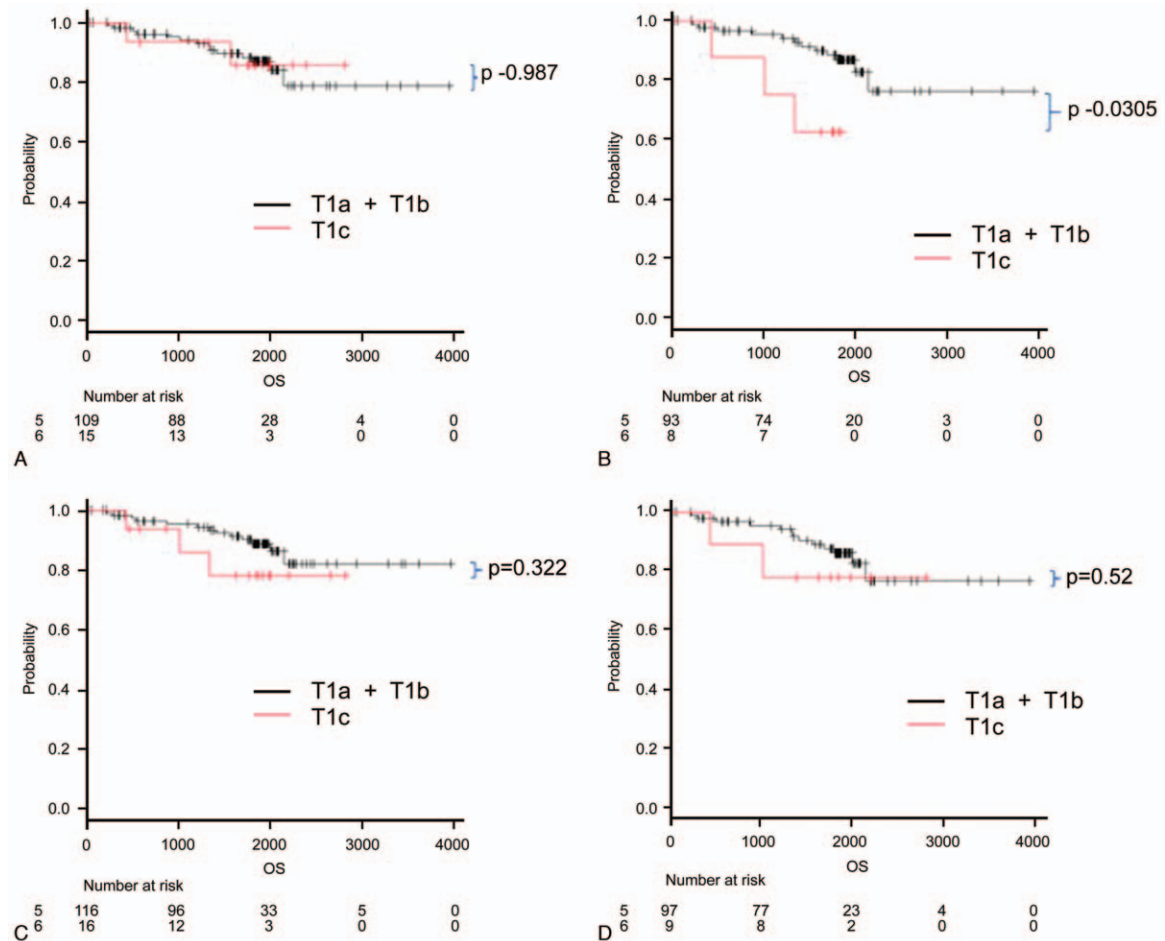 1.0
0.8
0.6
0.4
0.2
0.0
Probability
p -0.987
T1a + T1b
T1c
0 1000 2000 3000 4000
OS
Number at risk
5 109 88 28 4 0
6 15 13 3 0 0
A
1.0
0.8
0.6
0.4
0.2
0.0
Probability
p -0.0305
T1a + T1b
T1c
0 1000 2000 3000 4000
OS
Number at risk
5 93 74 20 3 0
6 8 7 0 0 0
B
1.0
0.8
0.6
0.4
0.2
0.0
Probability
p=0.322
T1a + T1b
T1c
0 1000 2000 3000 4000
OS
Number at risk
5 116 96 33 5 0
6 16 12 3 0 0
C
1.0
0.8
0.6
0.4
0.2
0.0
Probability
p=0.52
T1a + T1b
T1c
0 1000 2000 3000 4000
OS
Number at risk
5 97 77 23 4 0
6 9 8 2 0 0
D